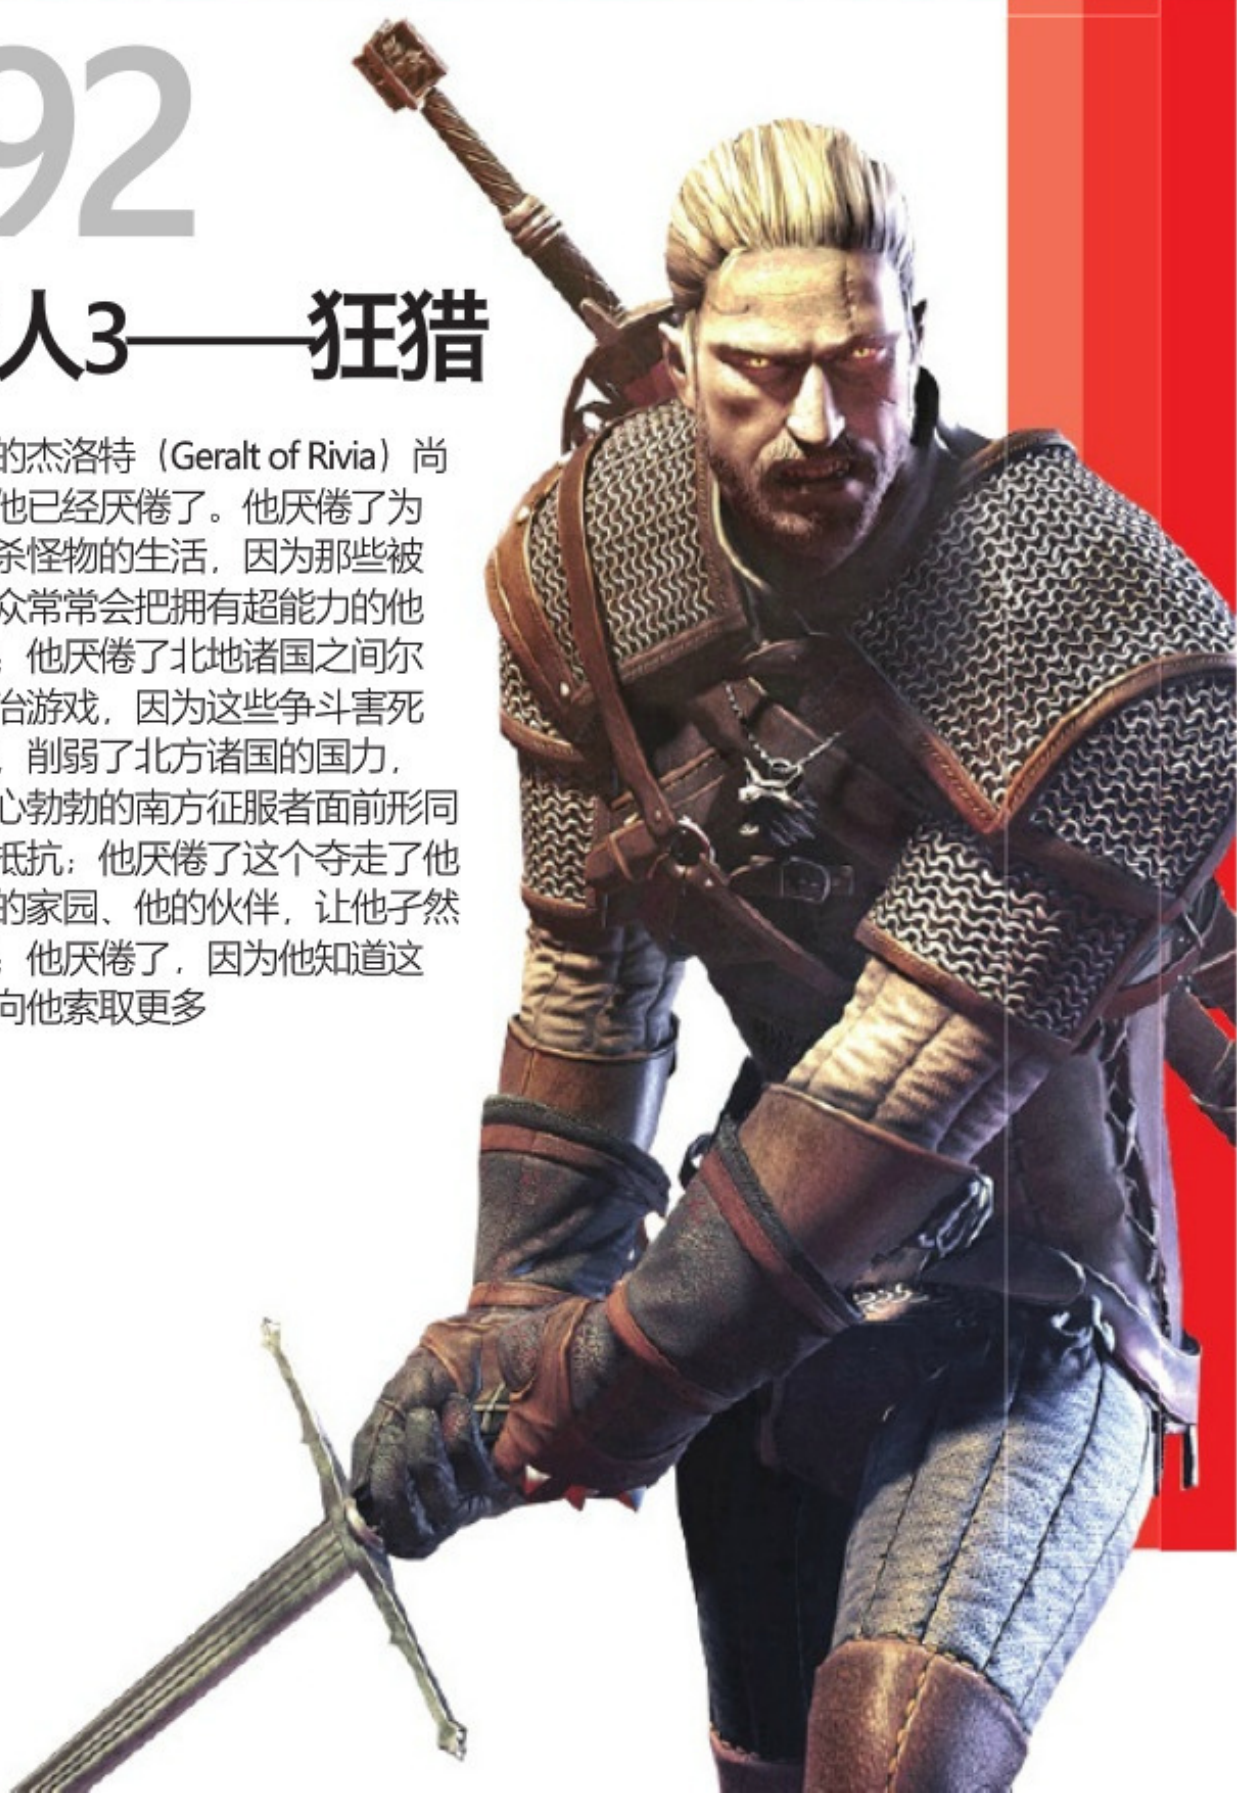 92
人3——狂猎
的杰洛特（Geralt of Rivia）尚
他已经厌倦了。他厌倦了为
杀怪物的生活，因为那些被
众常常会把拥有超能力的他
；他厌倦了北地诸国之间尔
治游戏，因为这些争斗害死
，削弱了北方诸国的国力，
心勃勃的南方征服者面前形同
抵抗；他厌倦了这个夺走了他
的家园、他的伙伴，让他孑然
；他厌倦了，因为他知道这
向他索取更多